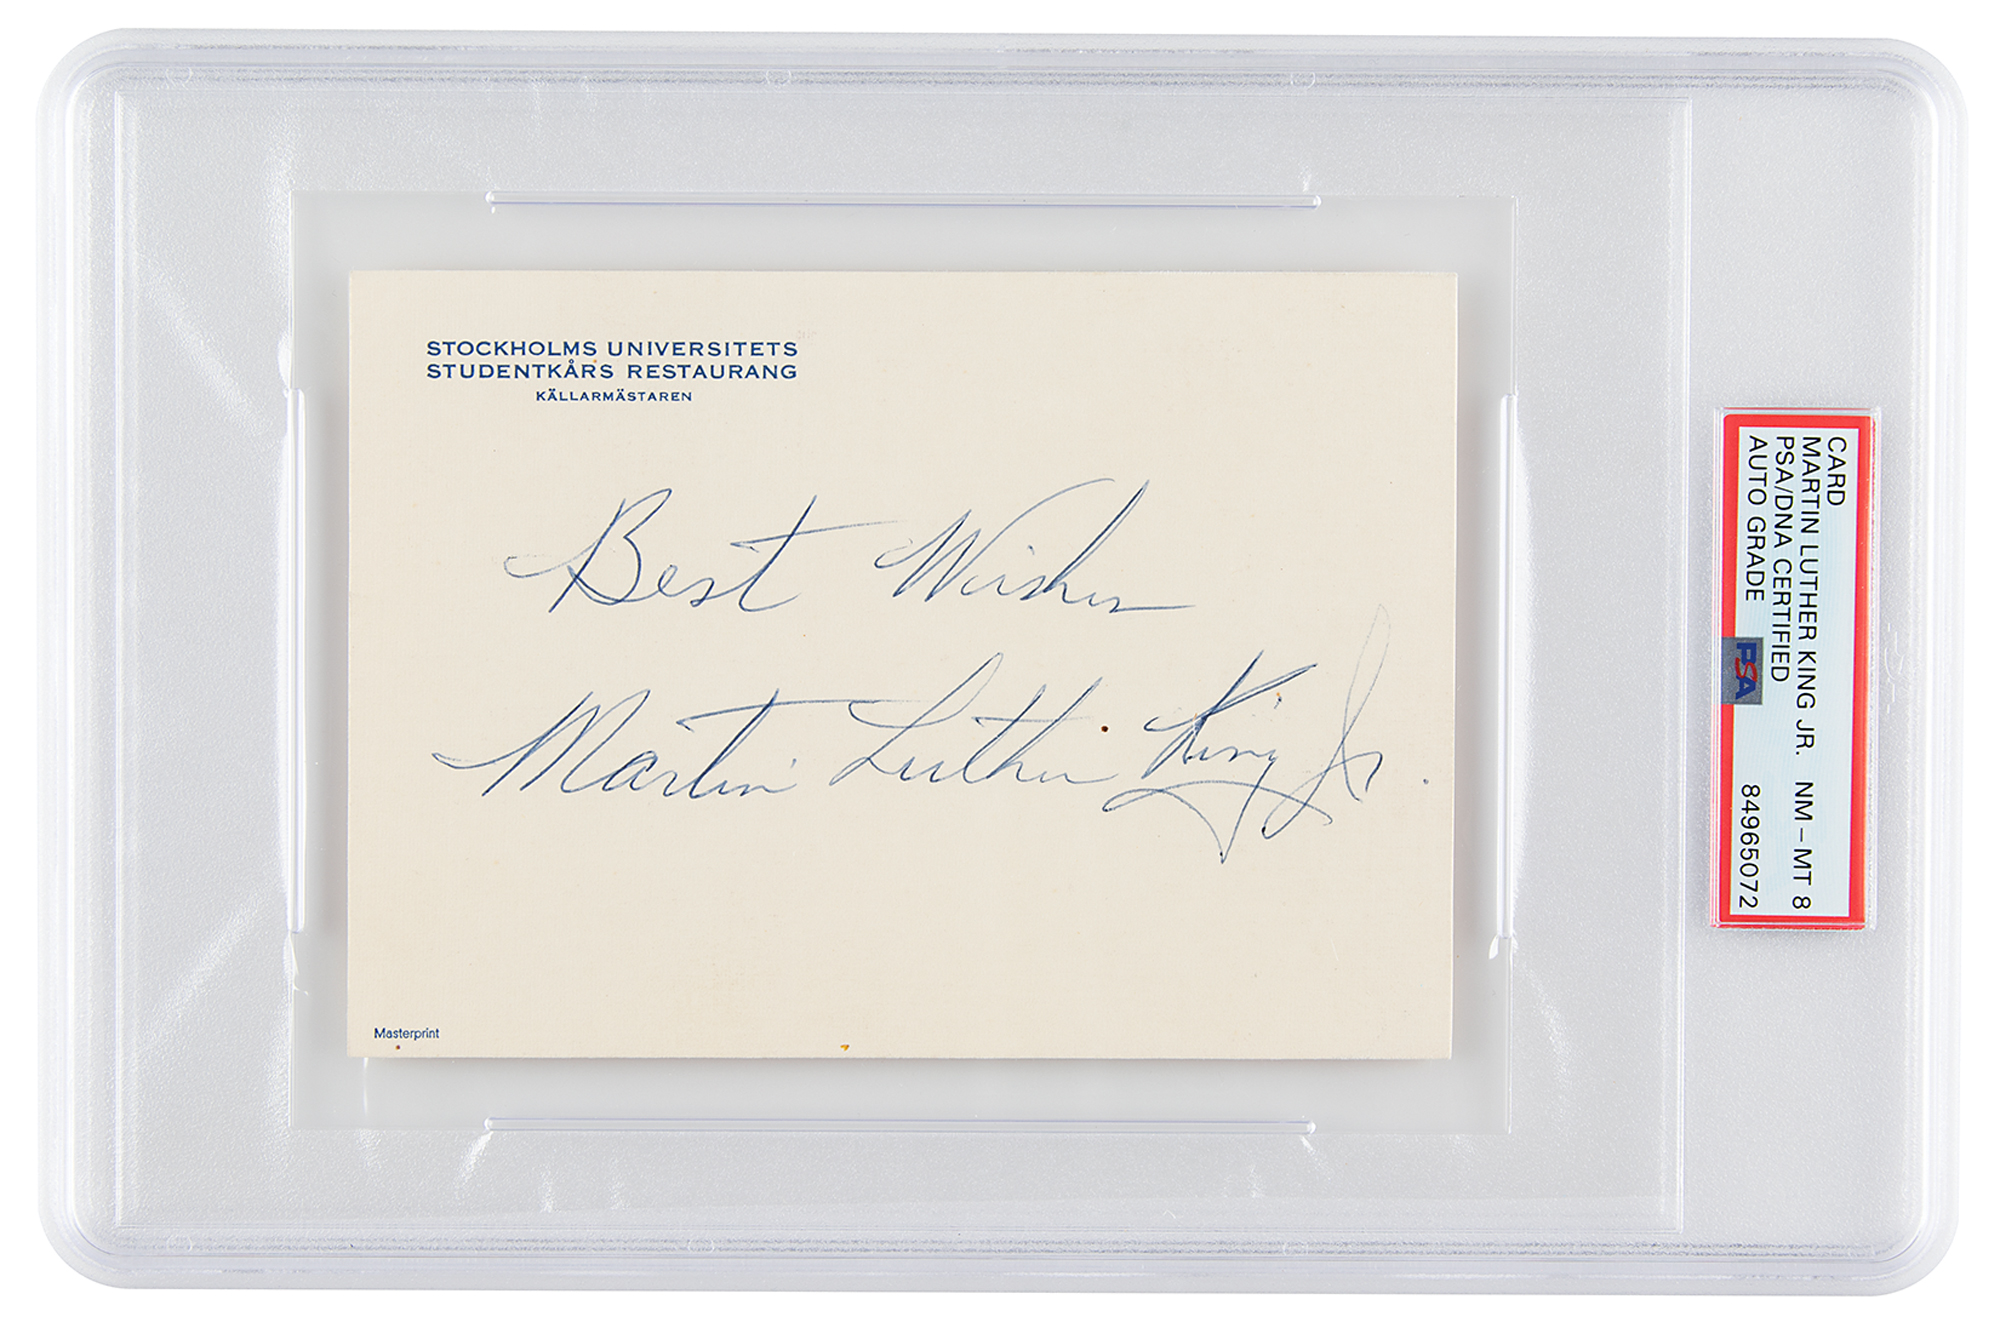 STOCKHOLMS UNIVERSITETS
STUDENTKÅRS RESTAURANG
KÄLLARMÄSTAREN
Best Wishes
Martin Luther King Jr.
Masterprint
CARD
MARTIN LUTHER KING JR. NM-MT 8
PSA/DNA CERTIFIED
AUTO GRADE 84965072
PSA